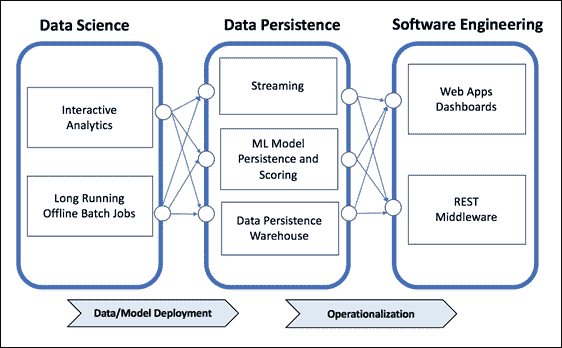 Data Science
Data Persistence
Software Engineering
Interactive
Analytics
Long Running
Offline Batch Jobs
Streaming
ML Model
Persistence and
Scoring
Data Persistence
Warehouse
Web Apps
Dashboards
REST
Middleware
Data/Model Deployment
Operationalization